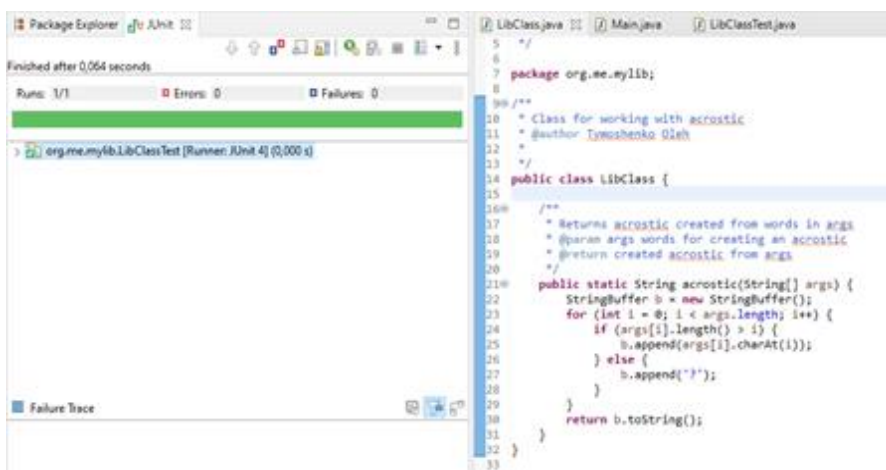 Package Explorer JUnit
Finished after 0,064 seconds
Runs: 1/1 Errors: 0 Failures: 0
org.me.mylib.LibClassTest [Runner: JUnit 4] (0,000 s)
Failure Trace
LibClass.java Main.java LibClassTest.java
5 */
6
7 package org.me.mylib;
8
9 /**
10 * Class for working with acrostic
11 * @author Tymoshenko Oleh
12 *
13 */
14 public class LibClass {
15
16 /**
17 * Returns acrostic created from words in args
18 * @param args words for creating an acrostic
19 * @return created acrostic from args
20 */
21 public static String acrostic(String[] args) {
22 StringBuffer b = new StringBuffer();
23 for (int i = 0; i < args.length; i++) {
24 if (args[i].length() > i) {
25 b.append(args[i].charAt(i));
26 } else {
27 b.append("?");
28 }
29 }
30 return b.toString();
31 }
32 }
33